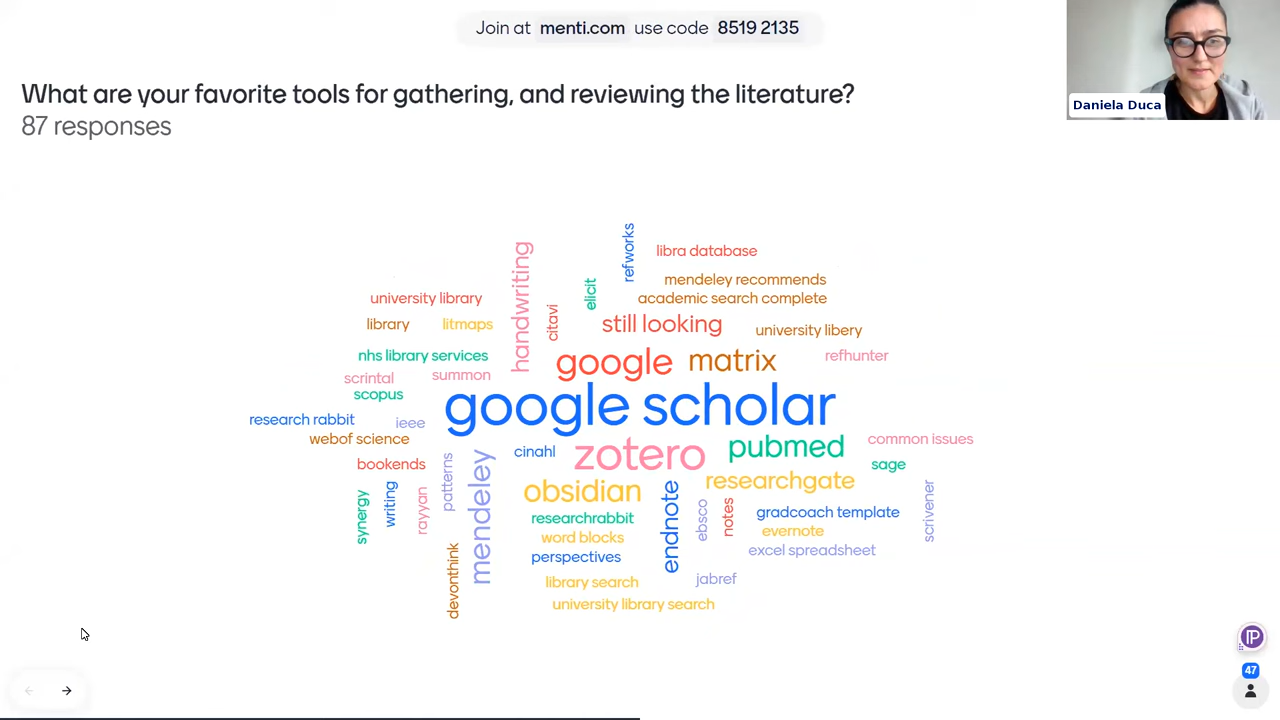 Join at menti.com use code 8519 2135
Daniela Duca
What are your favorite tools for gathering, and reviewing the literature?
87 responses
refworks
libra database
handwriting
elicit
mendeley recommends
university library
academic search complete
citavi
library
litmaps
still looking
university libery
nhs library services
google
matrix
refhunter
scrintal
summon
scopus
google scholar
research rabbit
ieee
webof science
cinahl
zotero
pubmed
common issues
bookends
patterns
mendeley
sage
synergy
writing
rayyan
obsidian
endnote
researchgate
scrivener
researchrabbit
ebsco
notes
gradcoach template
word blocks
evernote
perspectives
excel spreadsheet
devonthink
library search
jabref
university library search
47